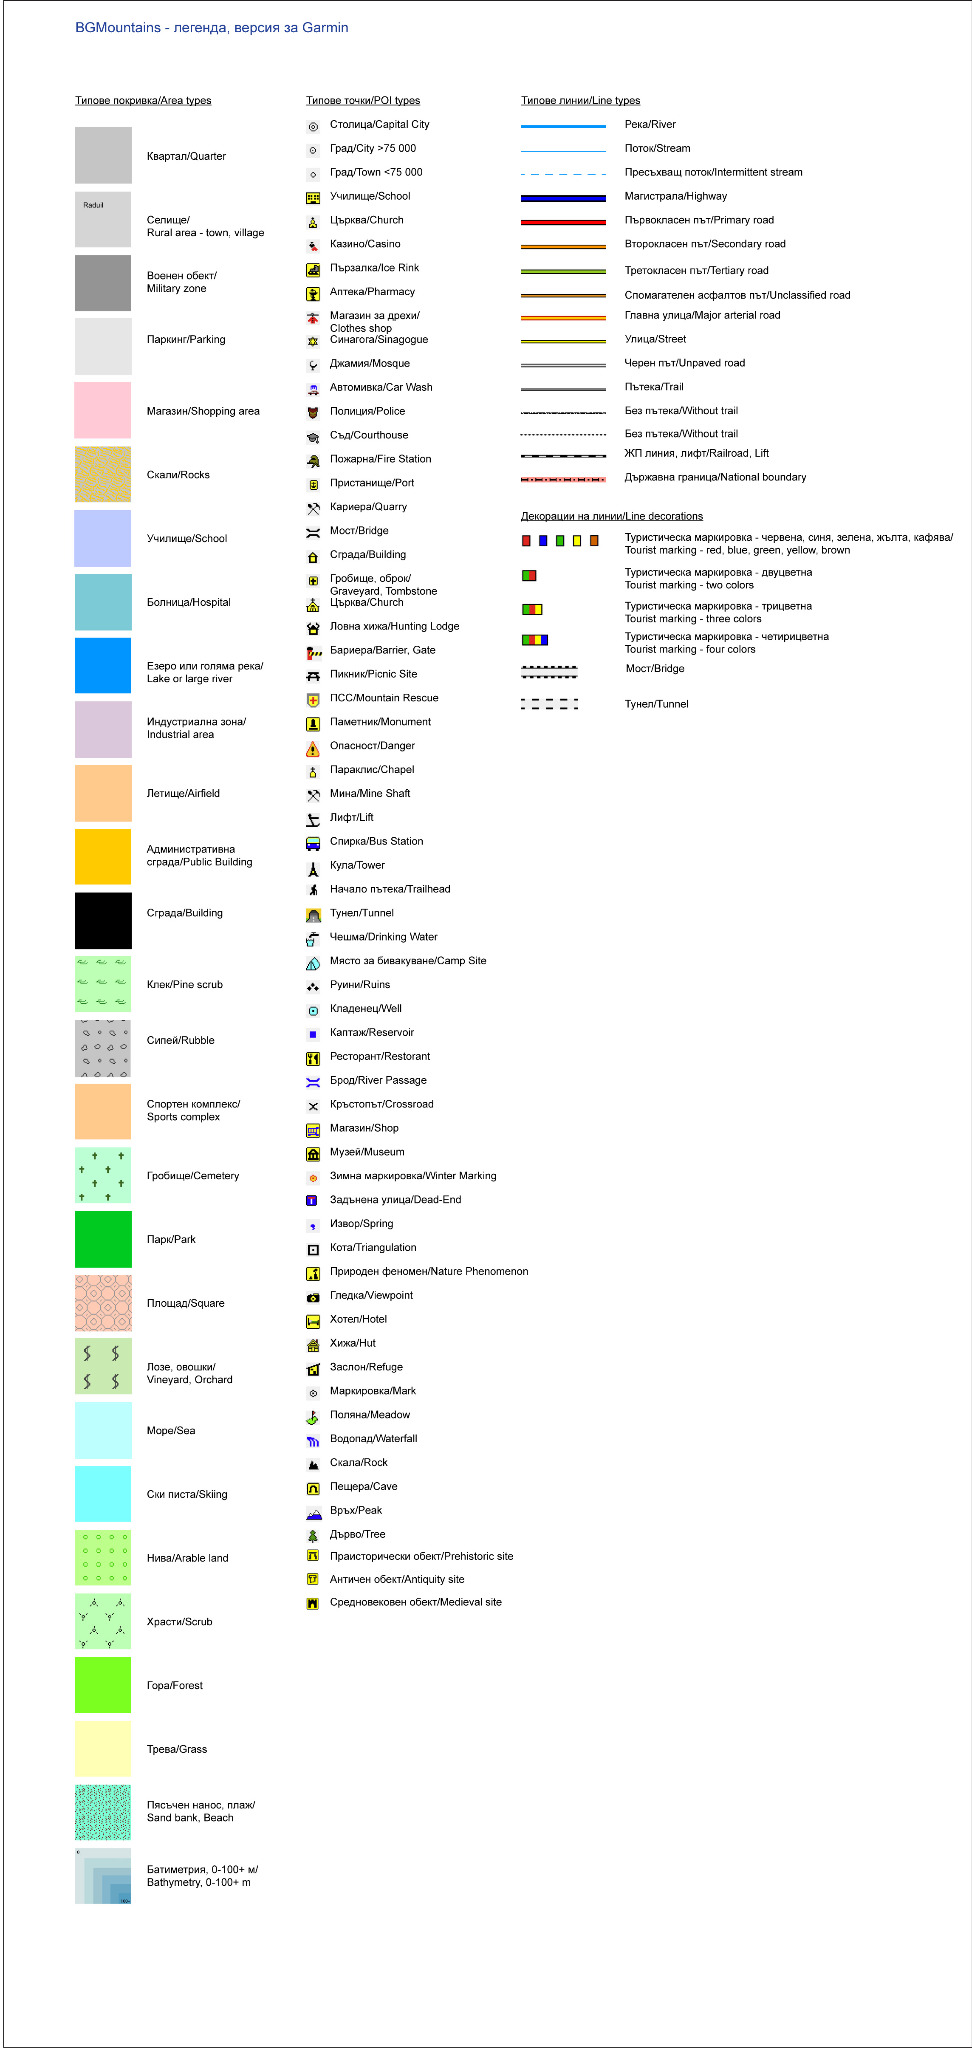 BGMountains - легенда, версия за Garmin
Типове покривка/Area types
Квартал/Quarter
Raduil
Селище/
Rural area - town, village
Военен обект/
Military zone
Паркинг/Parking
Магазин/Shopping area
Скали/Rocks
Училище/School
Болница/Hospital
Езеро или голяма река/
Lake or large river
Индустриална зона/
Industrial area
Летище/Airfield
Административна
сграда/Public Building
Сграда/Building
Клек/Pine scrub
Сипей/Rubble
Спортен комплекс/
Sports complex
Гробище/Cemetery
Парк/Park
Площад/Square
Лозе, овошки/
Vineyard, Orchard
Море/Sea
Ски писта/Skiing
Нива/Arable land
Храсти/Scrub
Гора/Forest
Трева/Grass
Пясъчен нанос, плаж/
Sand bank, Beach
Батиметрия, 0-100+ м/
Bathymetry, 0-100+ m
Типове точки/POI types
Столица/Capital City
Град/City >75 000
Град/Town <75 000
Училище/School
Църква/Church
Казино/Casino
Пързалка/Ice Rink
Аптека/Pharmacy
Магазин за дрехи/
Clothes shop
Синагога/Sinagogue
Джамия/Mosque
Автомивка/Car Wash
Полиция/Police
Съд/Courthouse
Пожарна/Fire Station
Пристанище/Port
Кариера/Quarry
Мост/Bridge
Сграда/Building
Гробище, оброк/
Graveyard, Tombstone
Църква/Church
Ловна хижа/Hunting Lodge
Бариера/Barrier, Gate
Пикник/Picnic Site
ПСС/Mountain Rescue
Паметник/Monument
Опасност/Danger
Параклис/Chapel
Мина/Mine Shaft
Лифт/Lift
Спирка/Bus Station
Кула/Tower
Начало пътека/Trailhead
Тунел/Tunnel
Чешма/Drinking Water
Място за бивакуване/Camp Site
Руини/Ruins
Кладенец/Well
Каптаж/Reservoir
Ресторант/Restorant
Брод/River Passage
Кръстопът/Crossroad
Магазин/Shop
Музей/Museum
Зимна маркировка/Winter Marking
Задънена улица/Dead-End
Извор/Spring
Кота/Triangulation
Природен феномен/Nature Phenomenon
Гледка/Viewpoint
Хотел/Hotel
Хижа/Hut
Заслон/Refuge
Маркировка/Mark
Поляна/Meadow
Водопад/Waterfall
Скала/Rock
Пещера/Cave
Връх/Peak
Дърво/Tree
Праисторически обект/Prehistoric site
Античен обект/Antiquity site
Средновековен обект/Medieval site
Типове линии/Line types
Река/River
Поток/Stream
Пресъхващ поток/Intermittent stream
Магистрала/Highway
Първокласен път/Primary road
Второкласен път/Secondary road
Третокласен път/Tertiary road
Спомагателен асфалтов път/Unclassified road
Главна улица/Major arterial road
Улица/Street
Черен път/Unpaved road
Пътека/Trail
Без пътека/Without trail
Без пътека/Without trail
ЖП линия, лифт/Railroad, Lift
Държавна граница/National boundary
Декорации на линии/Line decorations
Туристическа маркировка - червена, синя, зелена, жълта, кафява/
Tourist marking - red, blue, green, yellow, brown
Туристическа маркировка - двуцветна
Tourist marking - two colors
Туристическа маркировка - трицветна
Tourist marking - three colors
Туристическа маркировка - четирицветна
Tourist marking - four colors
Мост/Bridge
Тунел/Tunnel